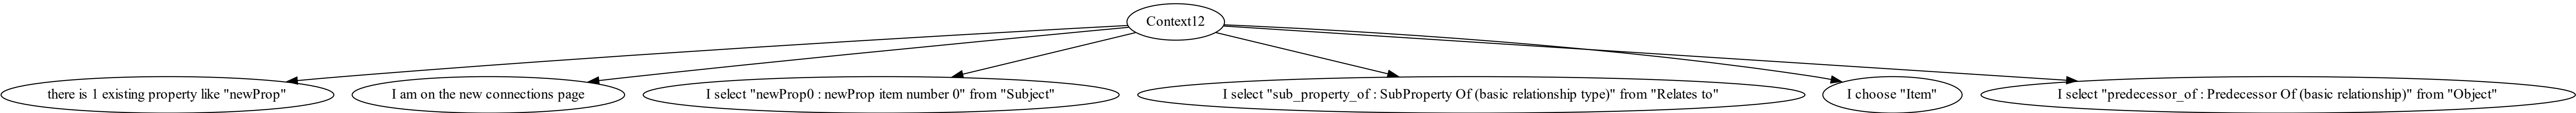 Context12
there is 1 existing property like "newProp"
I am on the new connections page
I select "newProp0 : newProp item number 0" from "Subject"
I select "sub_property_of : SubProperty Of (basic relationship type)" from "Relates to"
I choose "Item"
I select "predecessor_of : Predecessor Of (basic relationship)" from "Object"